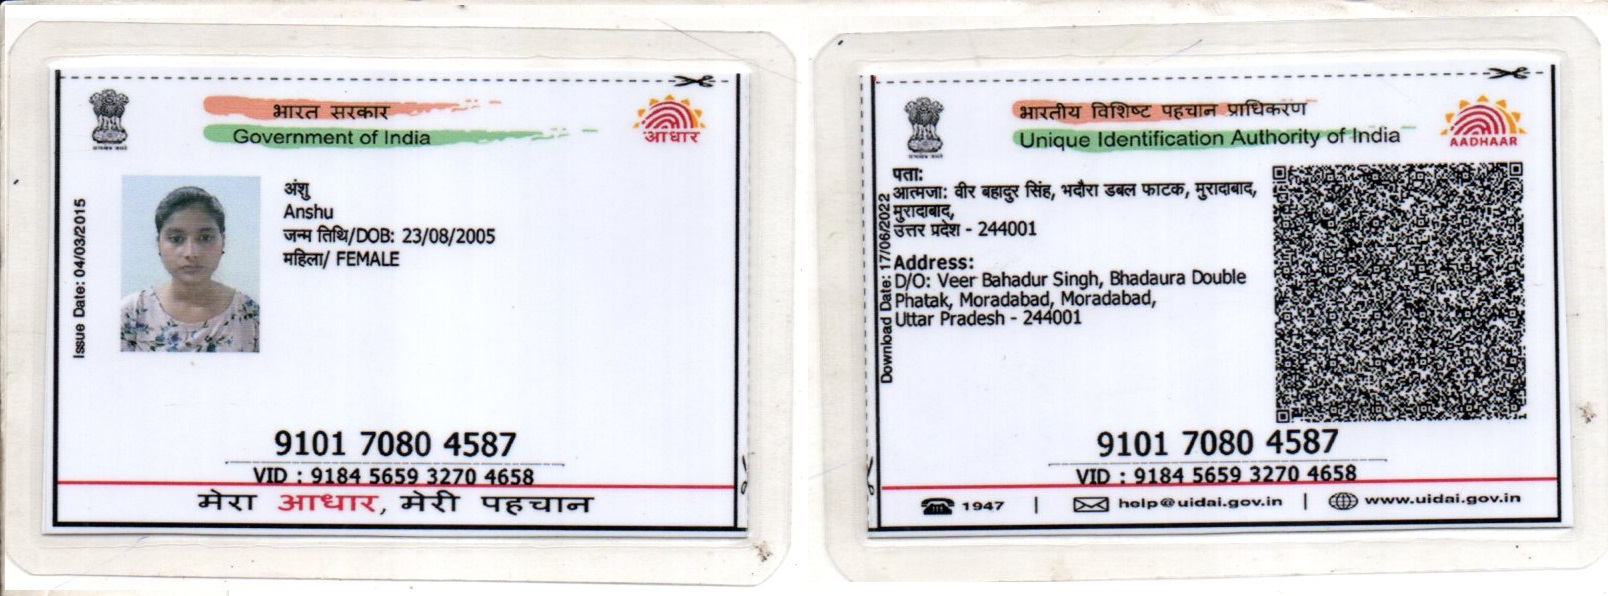 भारत सरकार
Government of India
आधार
Issue Date: 04/03/2015
अंशु
Anshu
जन्म तिथि/DOB: 23/08/2005
महिला/ FEMALE
9101 7080 4587
VID : 9184 5659 3270 4658
मेरा आधार, मेरी पहचान
भारतीय विशिष्ट पहचान प्राधिकरण
Unique Identification Authority of India
AADHAAR
Download Date: 17/06/2022
पता:
आत्मजा: वीर बहादुर सिंह, भदौरा डबल फाटक, मुरादाबाद,
मुरादाबाद,
उत्तर प्रदेश - 244001
Address:
D/O: Veer Bahadur Singh, Bhadaura Double
Phatak, Moradabad, Moradabad,
Uttar Pradesh - 244001
9101 7080 4587
VID : 9184 5659 3270 4658
1947 | help@uidai.gov.in | www.uidai.gov.in